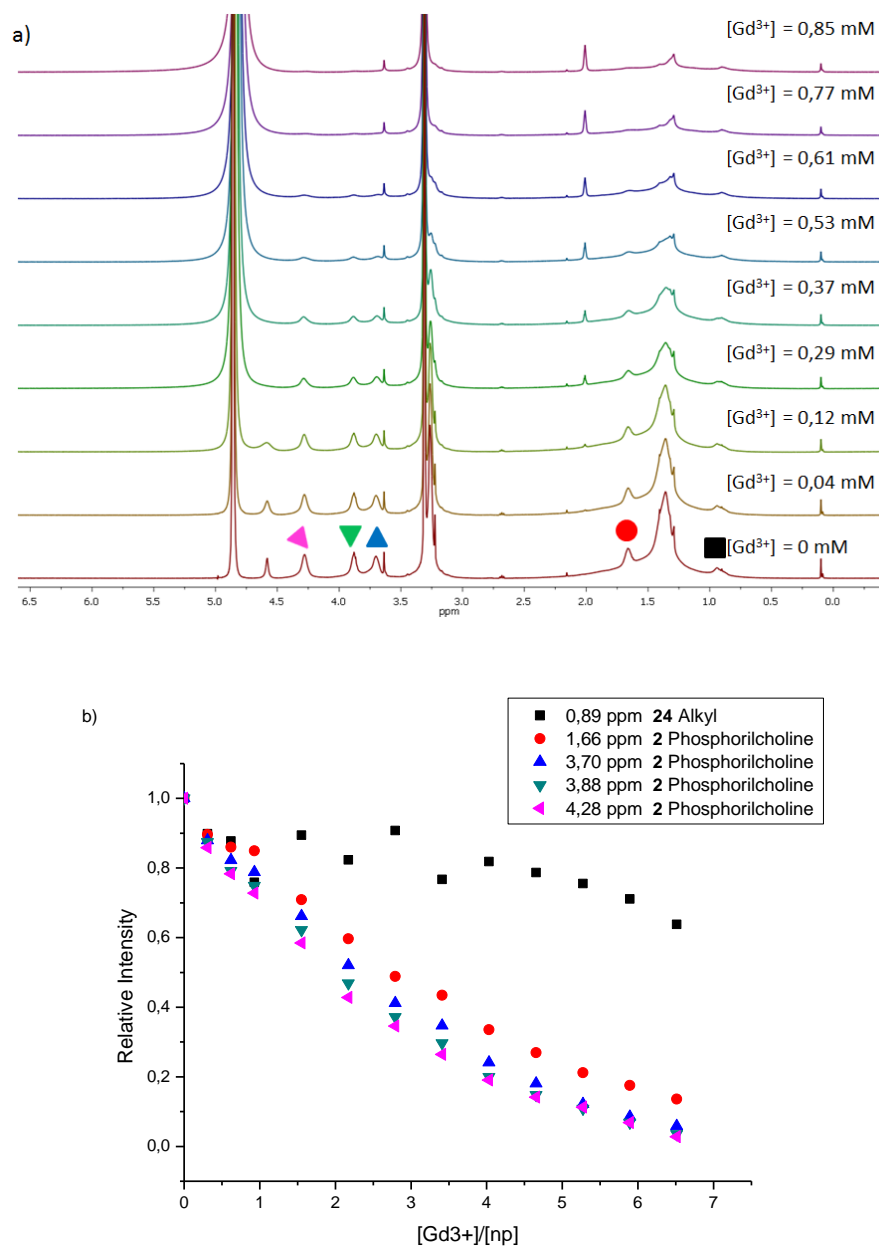 a)
[Gd³⁺] = 0,85 mM
[Gd³⁺] = 0,77 mM
[Gd³⁺] = 0,61 mM
[Gd³⁺] = 0,53 mM
[Gd³⁺] = 0,37 mM
[Gd³⁺] = 0,29 mM
[Gd³⁺] = 0,12 mM
[Gd³⁺] = 0,04 mM
[Gd³⁺] = 0 mM
6.5 6.0 5.5 5.0 4.5 4.0 3.5 3.0 2.5 2.0 1.5 1.0 0.5 0.0
ppm
b)
0,89 ppm 24 Alkyl
1,66 ppm 2 Phosphorilcholine
3,70 ppm 2 Phosphorilcholine
3,88 ppm 2 Phosphorilcholine
4,28 ppm 2 Phosphorilcholine
1,0
0,8
0,6
0,4
0,2
0,0
Relative Intensity
0 1 2 3 4 5 6 7
[Gd3+]/[np]